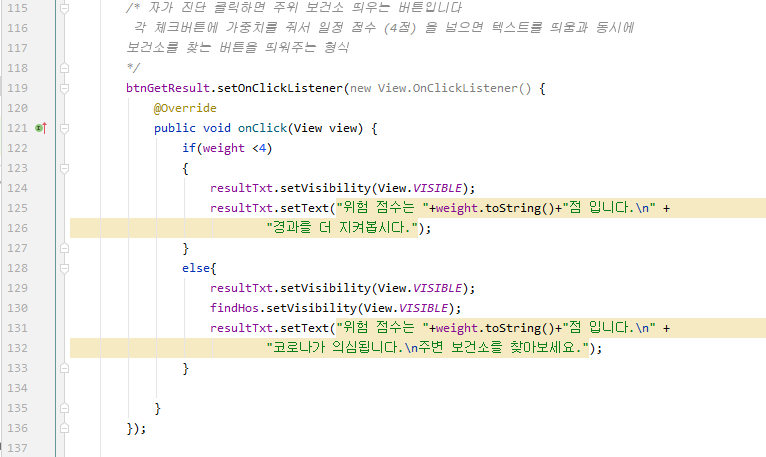 115 /* 자가 진단 클릭하면 주위 보건소 띄우는 버튼입니다
116 각 체크버튼에 가중치를 줘서 일정 점수 (4점) 을 넘으면 텍스트를 띄움과 동시에
117 보건소를 찾는 버튼을 띄워주는 형식
118 */
119 btnGetResult.setOnClickListener(new View.OnClickListener() {
120 @Override
121 public void onClick(View view) {
122 if(weight <4)
123 {
124 resultTxt.setVisibility(View.VISIBLE);
125 resultTxt.setText("위험 점수는 "+weight.toString()+"점 입니다.\n" +
126 "경과를 더 지켜봅시다.");
127 }
128 else{
129 resultTxt.setVisibility(View.VISIBLE);
130 findHos.setVisibility(View.VISIBLE);
131 resultTxt.setText("위험 점수는 "+weight.toString()+"점 입니다.\n" +
132 "코로나가 의심됩니다.\n주변 보건소를 찾아보세요.");
133 }
134
135 }
136 });
137